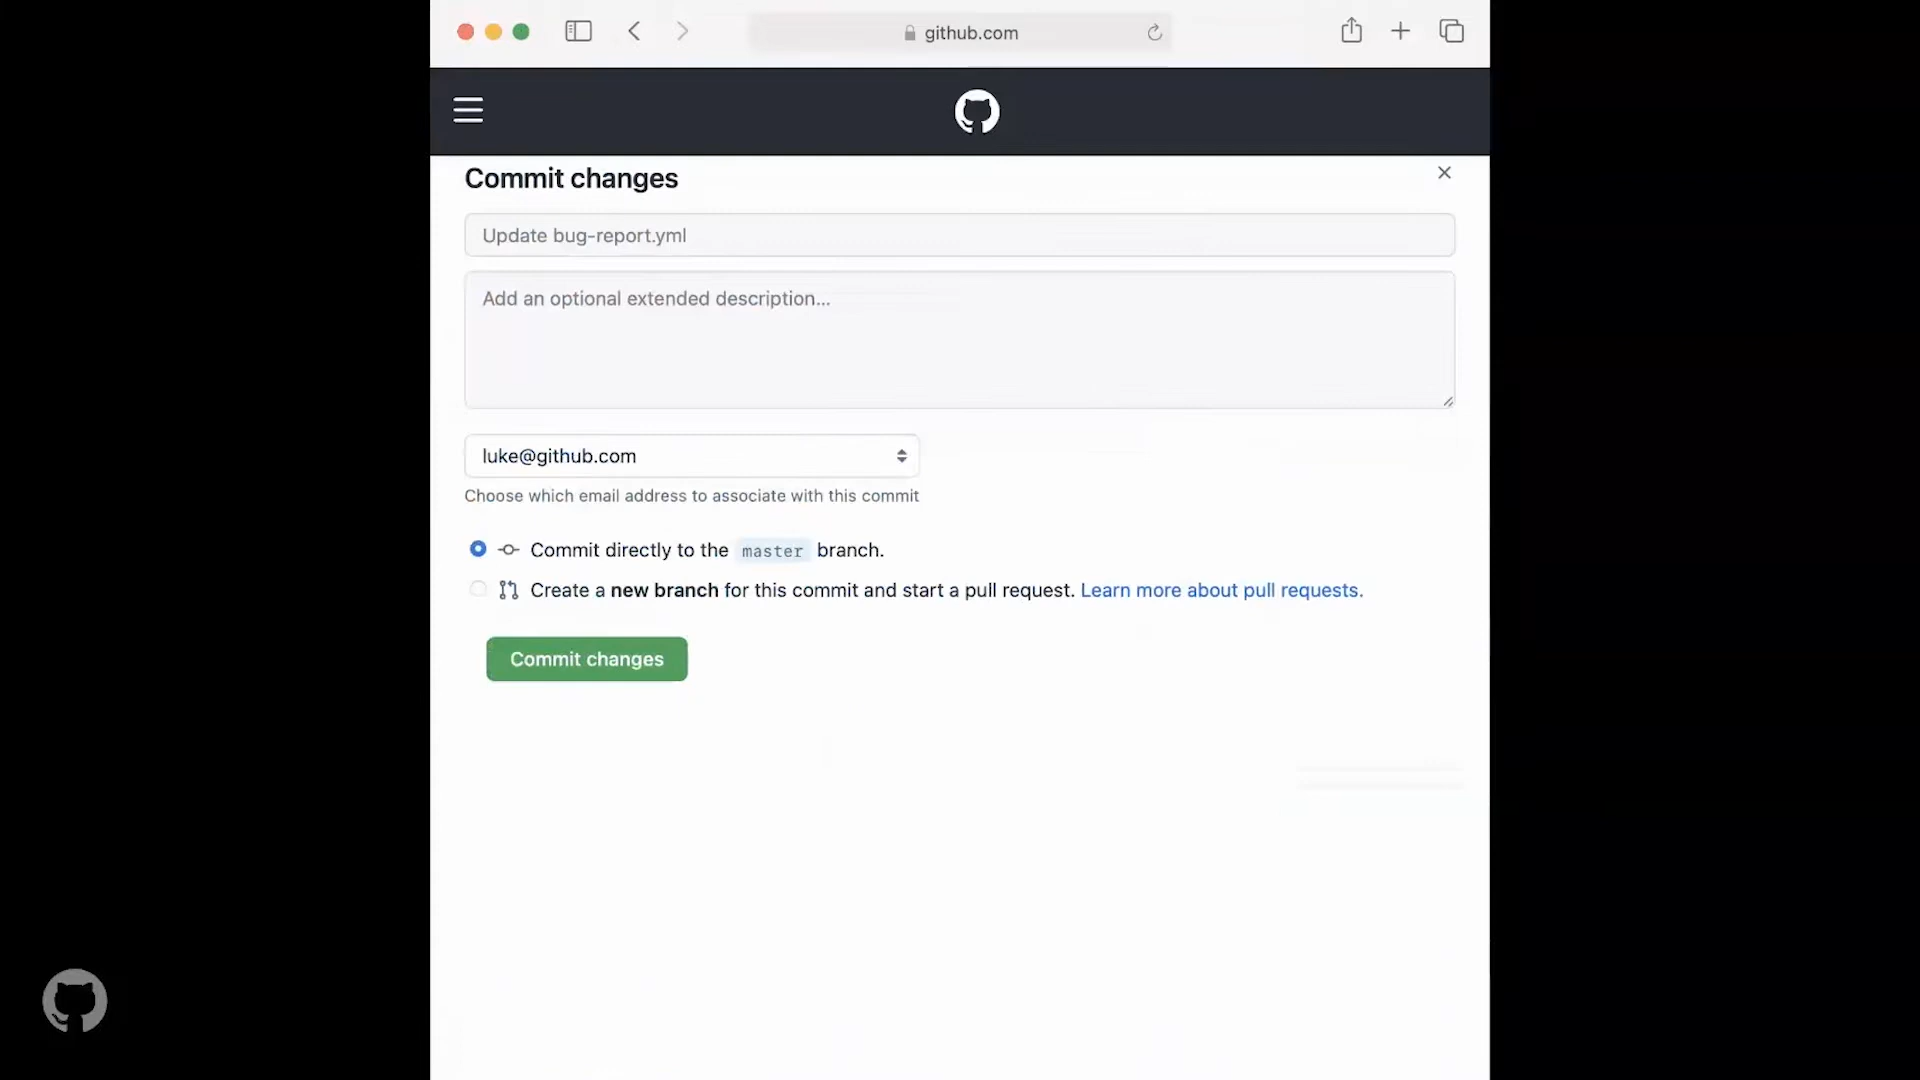 github.com
Commit changes
Update bug-report.yml
Add an optional extended description...
luke@github.com
Choose which email address to associate with this commit
Commit directly to the master branch.
Create a new branch for this commit and start a pull request. Learn more about pull requests.
Commit changes